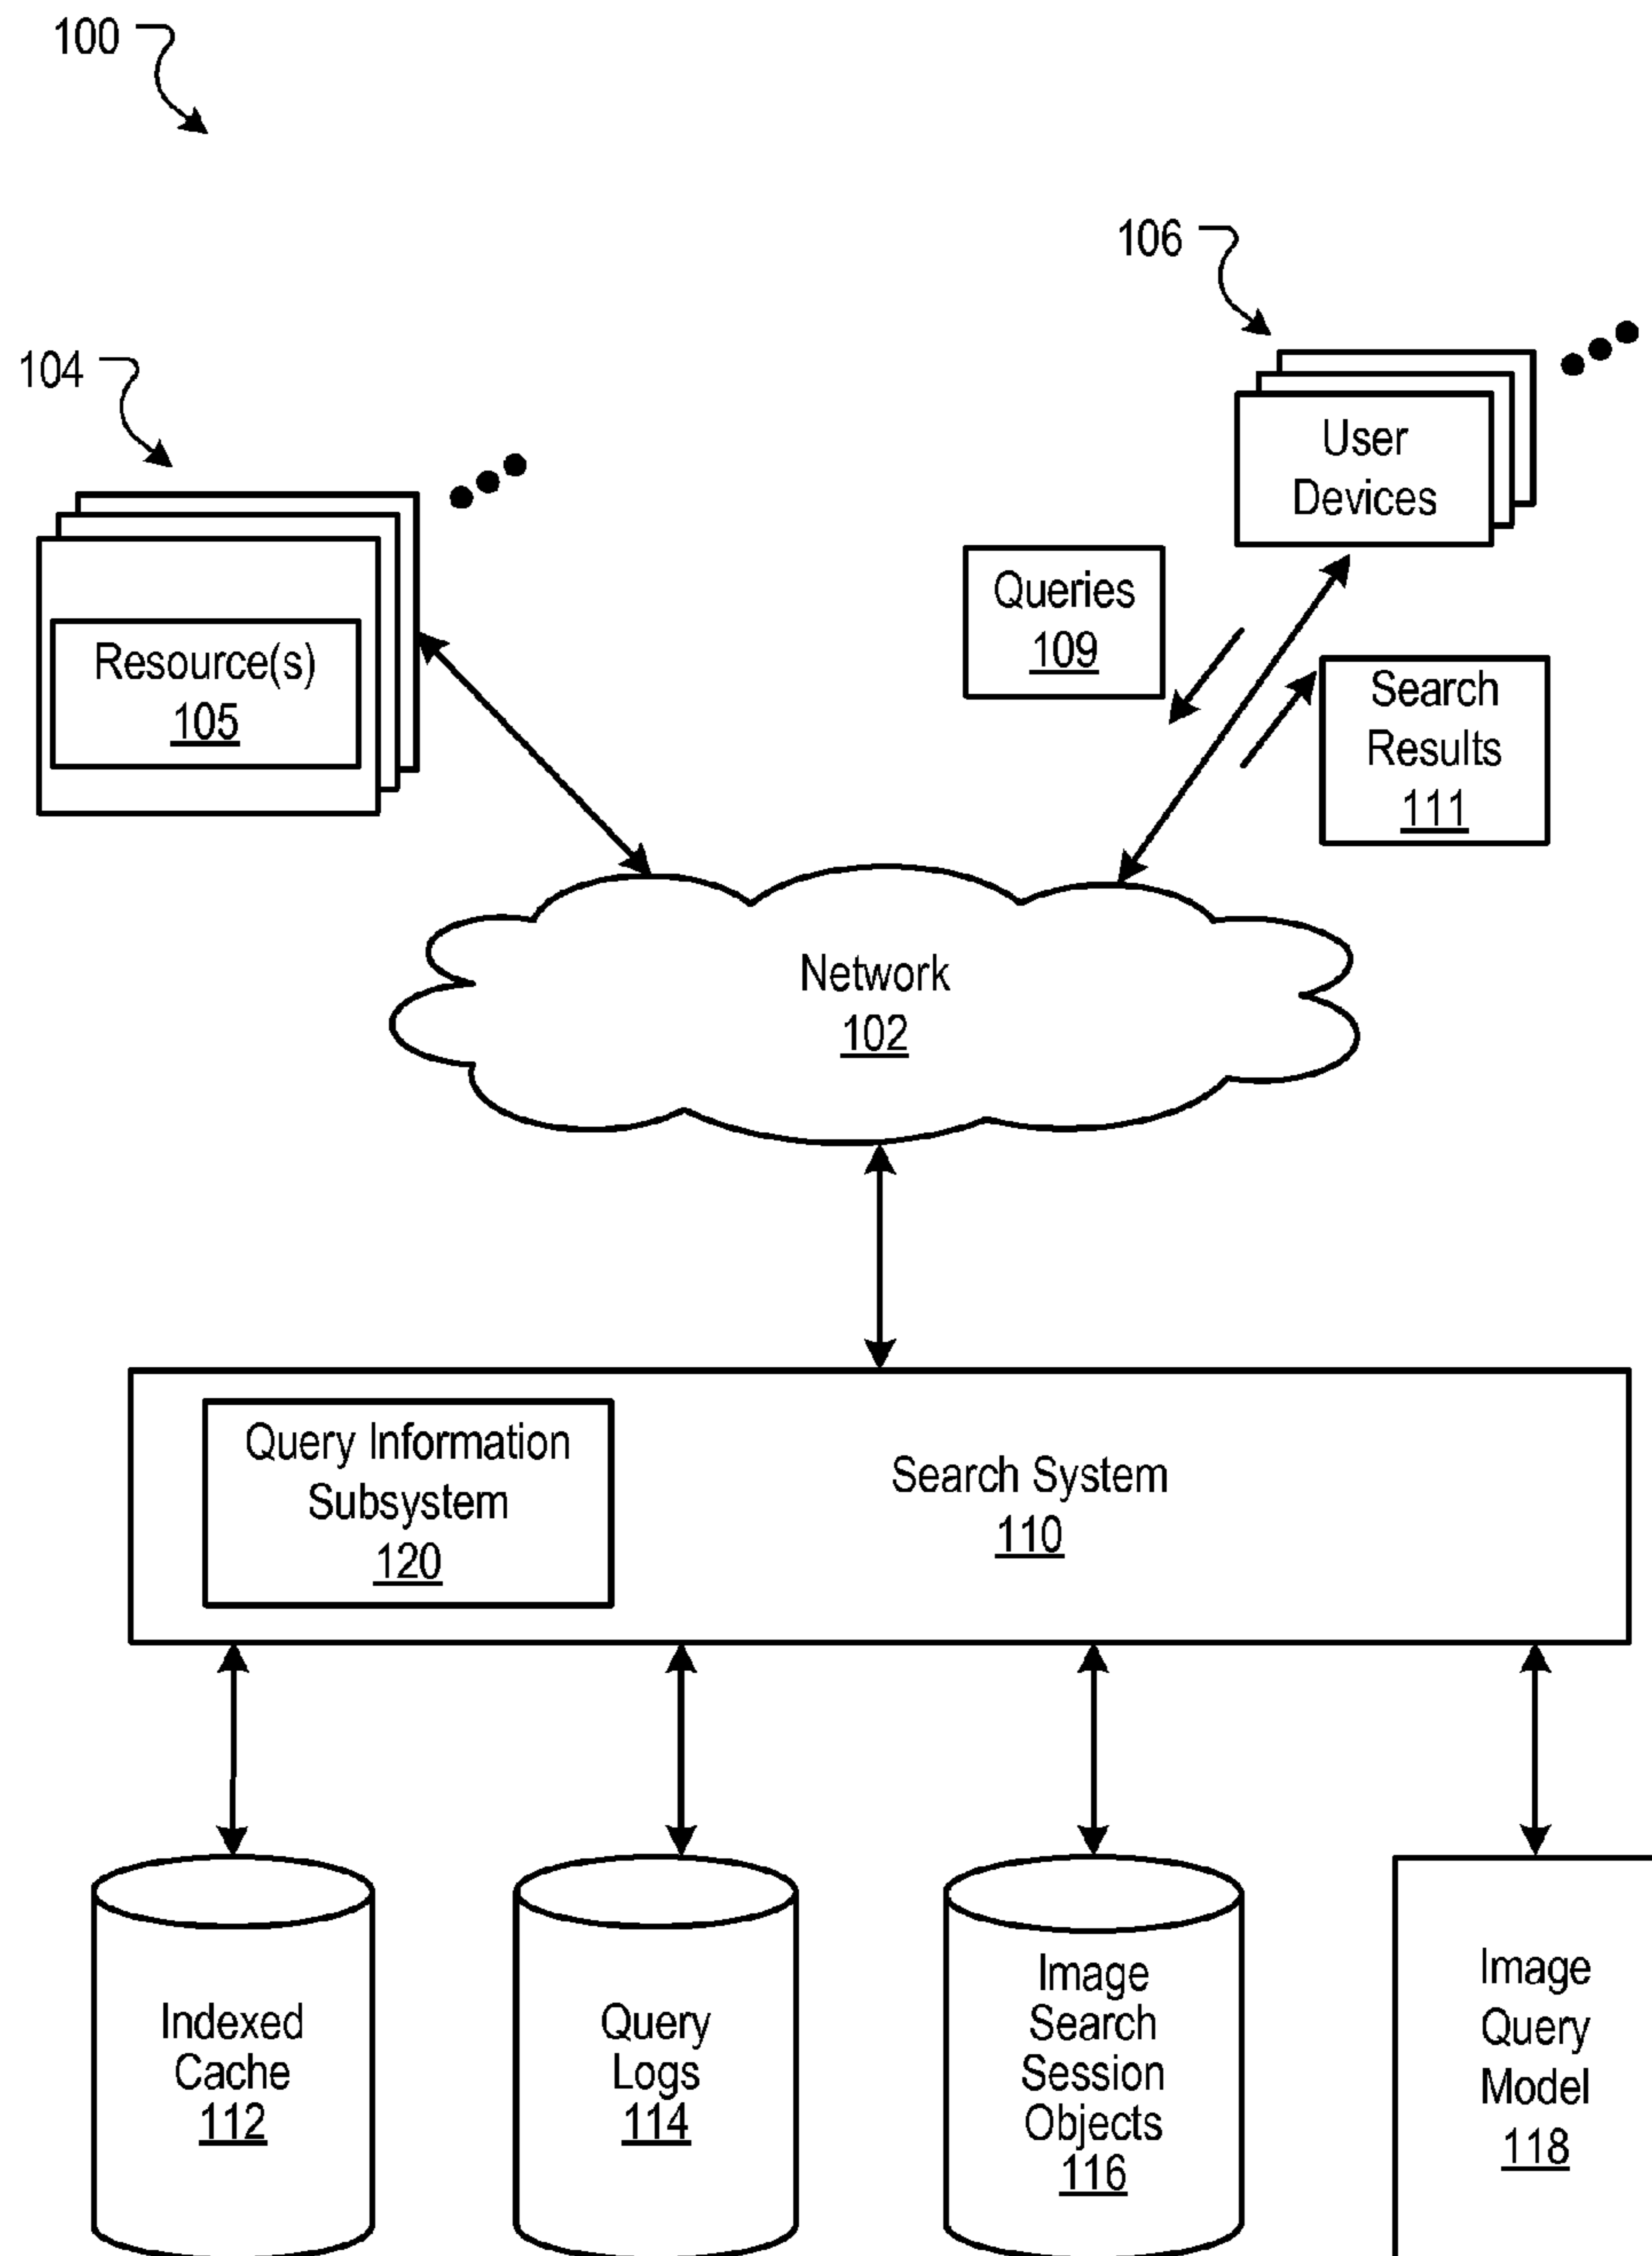 100
106
104
User
Devices
Queries
109
Resource(s)
105
Search
Results
111
Network
102
Query Information
Subsystem
120
Search System
110
Indexed
Cache
112
Query
Logs
114
Image
Search
Session
Objects
116
Image
Query
Model
118